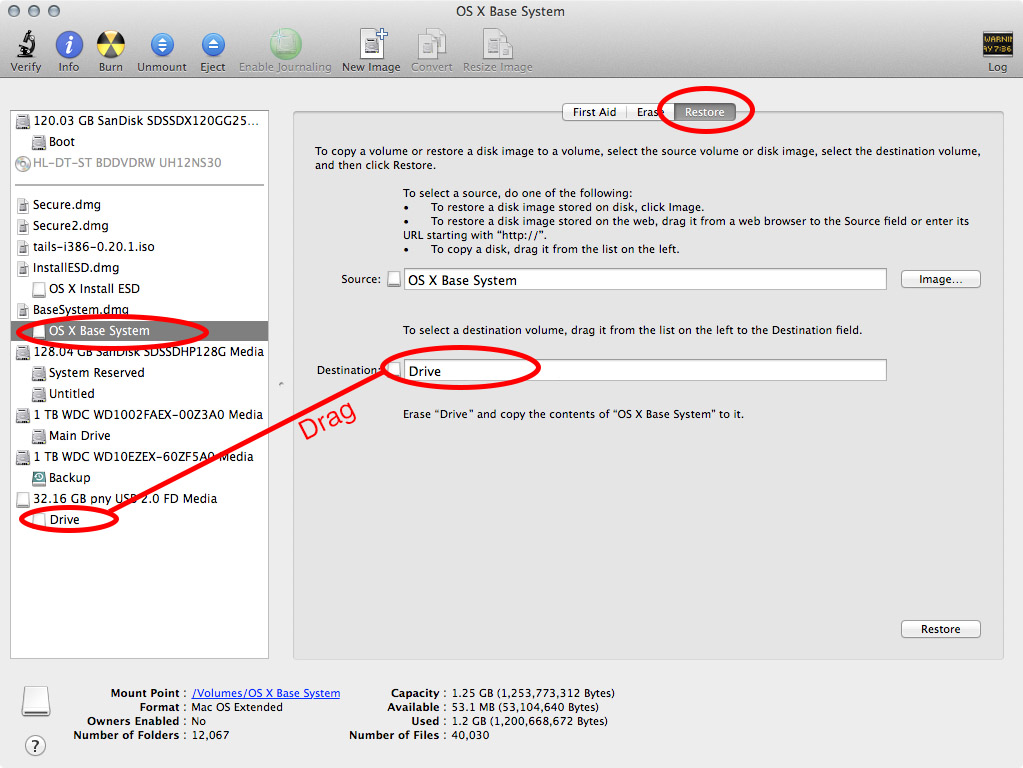 OS X Base System
Verify
Info
Burn
Unmount
Eject
Enable Journaling
New Image
Convert
Resize Image
WARNIN
AY 7:86
Log
120.03 GB SanDisk SDSSDX120GG25...
Boot
HL-DT-ST BDDVDRW UH12NS30
Secure.dmg
Secure2.dmg
tails-i386-0.20.1.iso
InstallESD.dmg
OS X Install ESD
BaseSystem.dmg
OS X Base System
128.04 GB SanDisk SDSSDHP128G Media
System Reserved
Untitled
1 TB WDC WD1002FAEX-00Z3A0 Media
Main Drive
1 TB WDC WD10EZEX-60ZF5A0 Media
Backup
32.16 GB pny USB 2.0 FD Media
Drive
First Aid
Erase
Restore
To copy a volume or restore a disk image to a volume, select the source volume or disk image, select the destination volume,
and then click Restore.
To select a source, do one of the following:
• To restore a disk image stored on disk, click Image.
• To restore a disk image stored on the web, drag it from a web browser to the Source field or enter its
URL starting with “http://”.
• To copy a disk, drag it from the list on the left.
Source:
OS X Base System
Image...
To select a destination volume, drag it from the list on the left to the Destination field.
Destination:
Drive
Drag
Erase “Drive” and copy the contents of “OS X Base System” to it.
Restore
Mount Point : /Volumes/OS X Base System
Format : Mac OS Extended
Owners Enabled : No
Number of Folders : 12,067
Capacity : 1.25 GB (1,253,773,312 Bytes)
Available : 53.1 MB (53,104,640 Bytes)
Used : 1.2 GB (1,200,668,672 Bytes)
Number of Files : 40,030
?